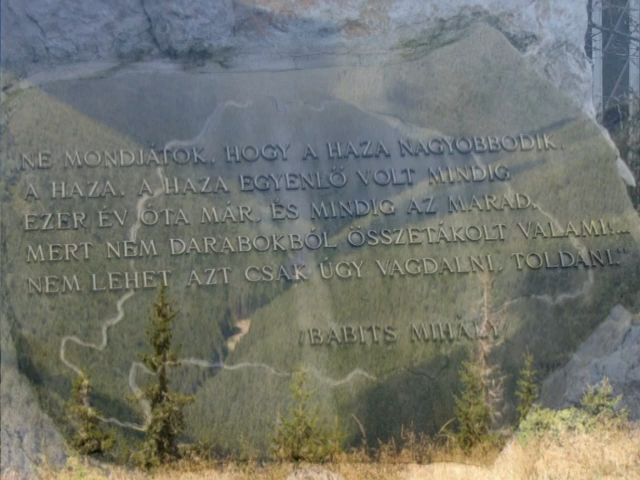 NE MONDJÁTOK, HOGY A HAZA NAGYOBBODIK.
A HAZA, A HAZA EGYENLŐ VOLT MINDIG
EZER ÉV ÓTA MÁR, ÉS MINDIG AZ MARAD,
MERT NEM DARABOKBÓL ÖSSZETÁKOLT VALAMI:...
NEM LEHET AZT CSAK ÚGY VAGDALNI, TOLDANI."
/BABITS MIHÁLY/